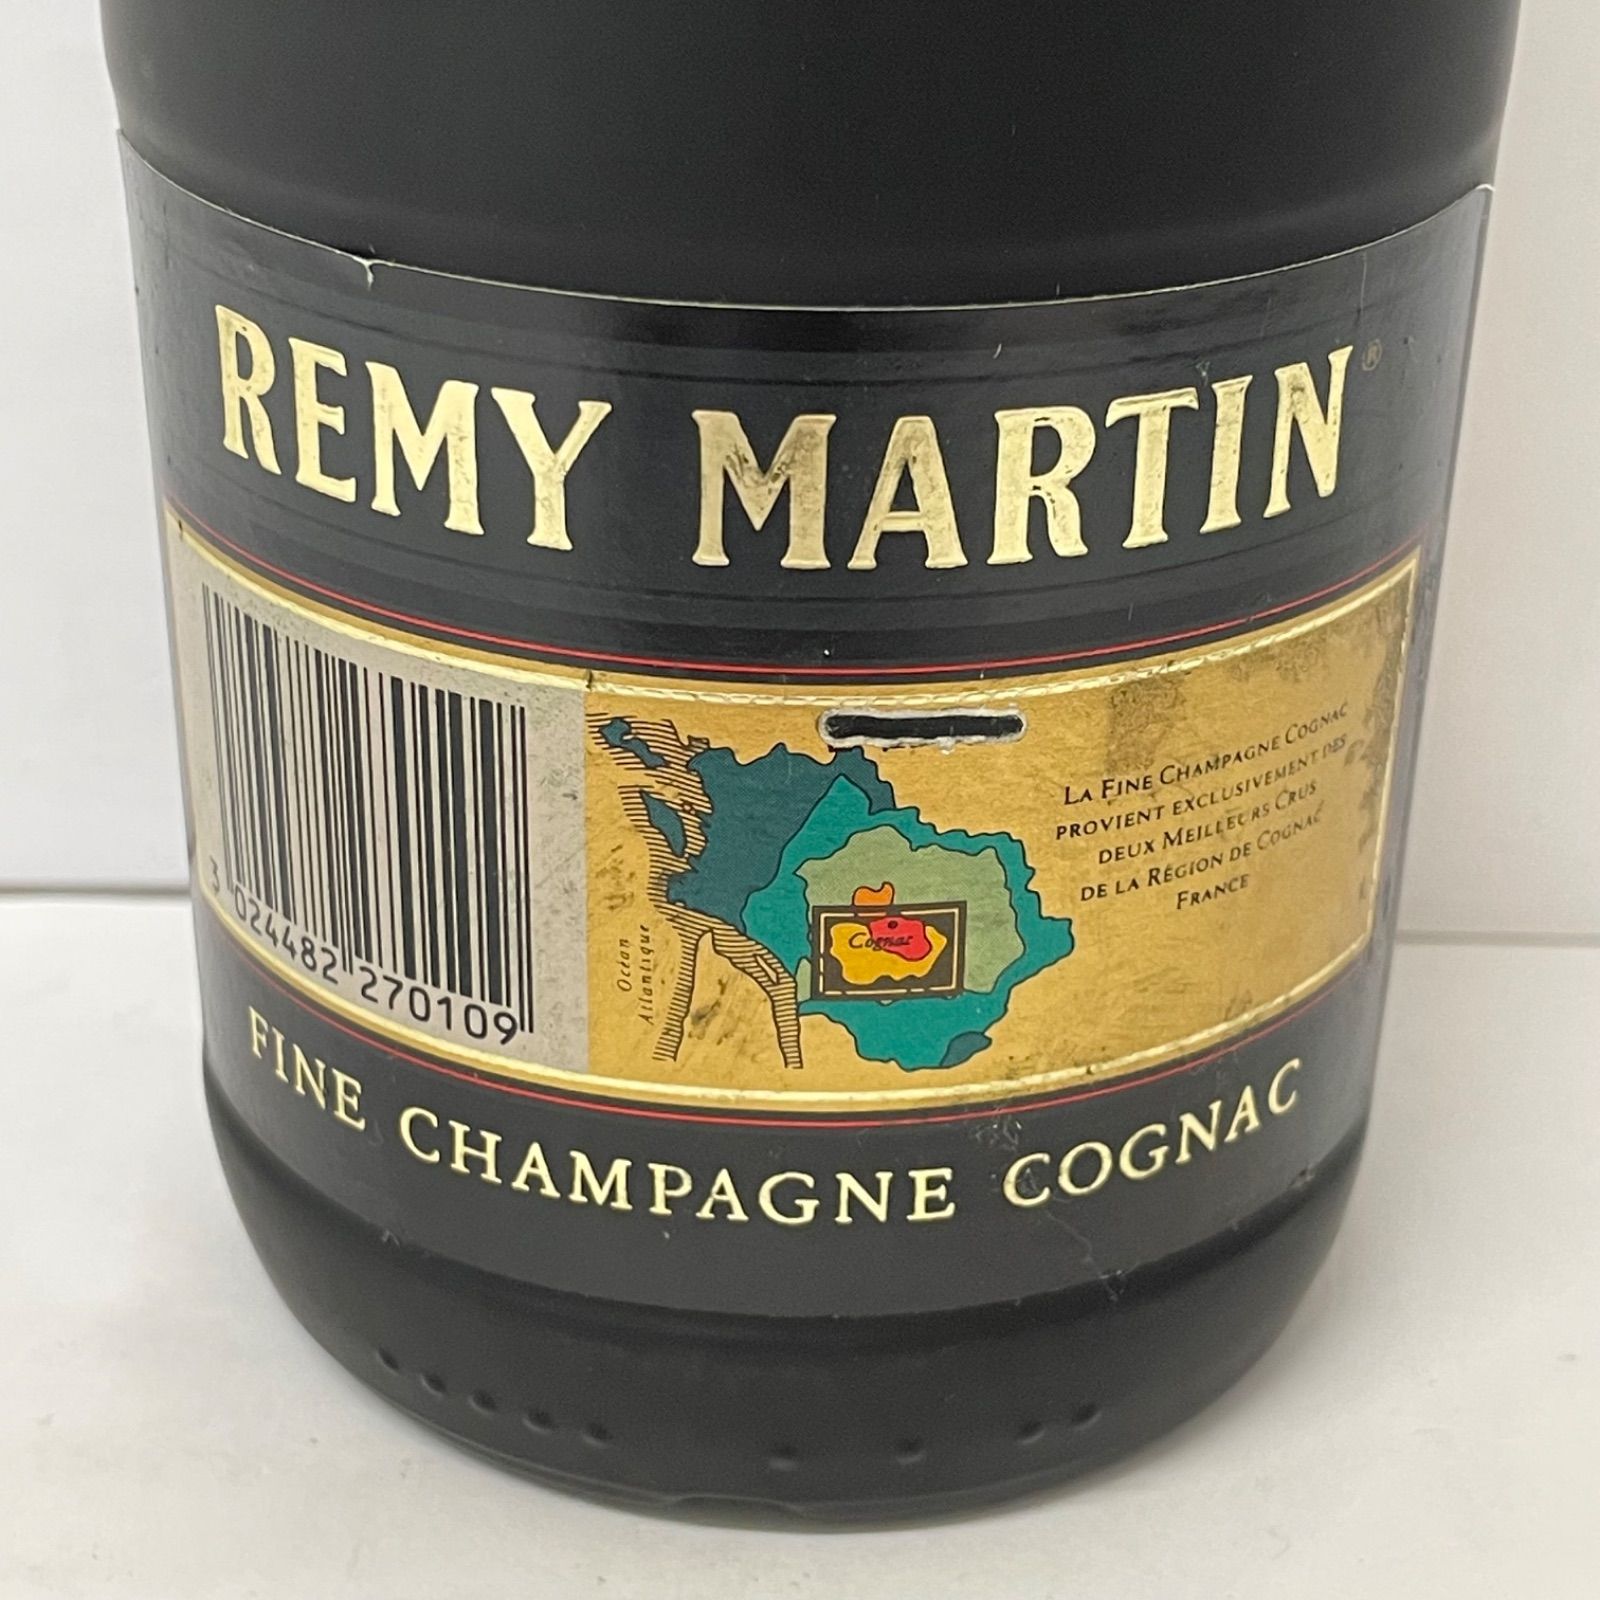 REMY MARTIN®
3 024482 270109
Océan
Atlantique
Cognac
LA FINE CHAMPAGNE COGNAC
PROVIENT EXCLUSIVEMENT DES
DEUX MEILLEURS CRUS
DE LA RÉGION DE COGNAC
FRANCE
FINE CHAMPAGNE COGNAC